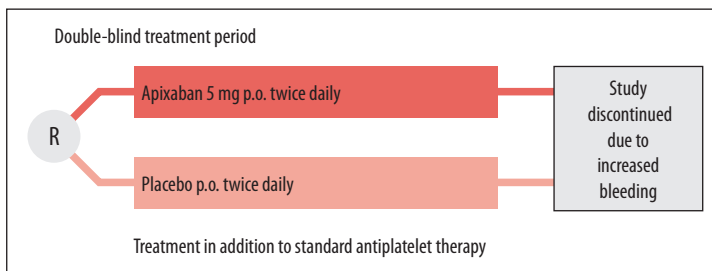 Double-blind treatment period
R
Apixaban 5 mg p.o. twice daily
Placebo p.o. twice daily
Study
discontinued
due to
increased
bleeding
Treatment in addition to standard antiplatelet therapy